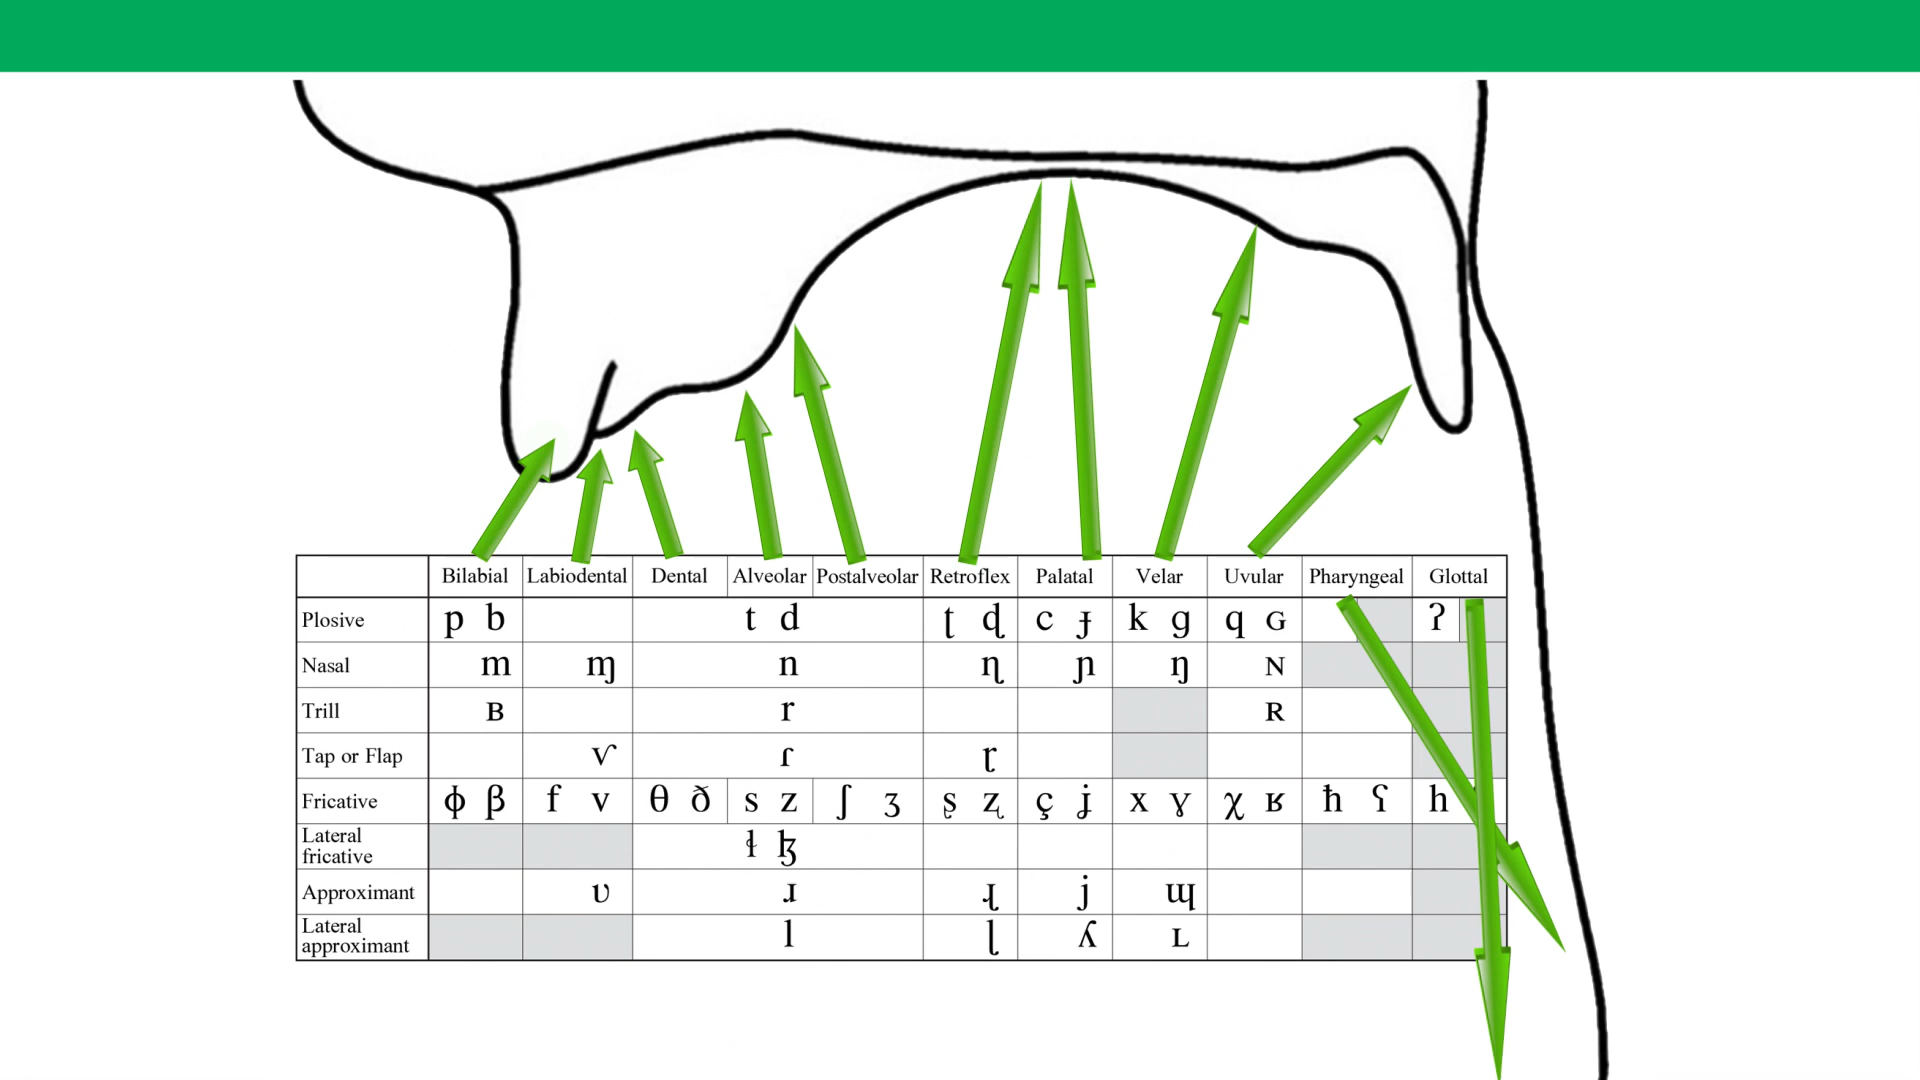 Bilabial Labiodental Dental Alveolar Postalveolar Retroflex Palatal Velar Uvular Pharyngeal Glottal
Plosive p b t d ʈ ɖ c ɟ k ɡ q ɢ ʔ
Nasal m ɱ n ɳ ɲ ŋ ɴ
Trill ʙ r ʀ
Tap or Flap ⱱ ɾ ɽ
Fricative ɸ β f v θ ð s z ʃ ʒ ʂ ʐ ç ʝ x ɣ χ ʁ ħ ʕ h
Lateral
fricative ɬ ɮ
Approximant ʋ ɹ ɻ j ɰ
Lateral
approximant l ɭ ʎ ʟ